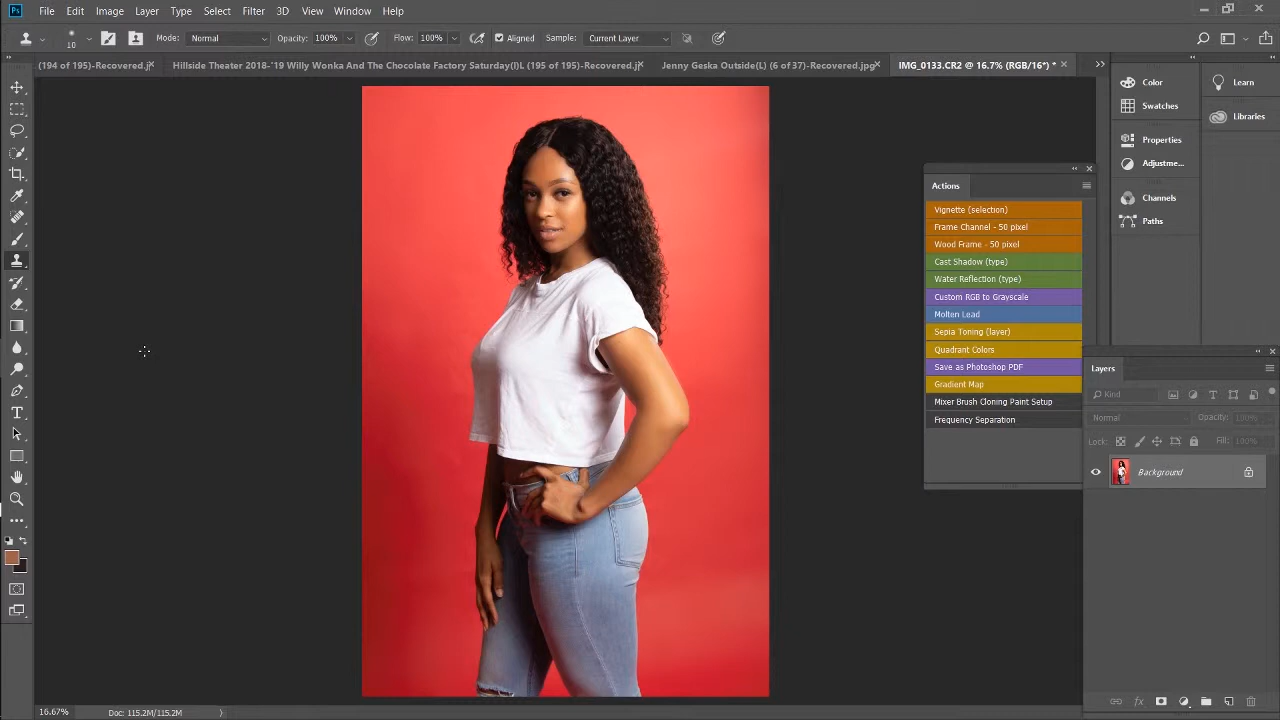 Ps File Edit Image Layer Type Select Filter 3D View Window Help
10 Mode: Normal Opacity: 100% Flow: 100% Aligned Sample: Current Layer
(194 of 195)-Recovered.j Hillside Theater 2018-'19 Willy Wonka And The Chocolate Factory Saturday(I)L (195 of 195)-Recovered.j Jenny Geska Outside(L) (6 of 37)-Recovered.jpg IMG_0133.CR2 @ 16.7% (RGB/16*) *
Color
Learn
Swatches
Libraries
Properties
Adjustme...
Channels
Paths
Actions
Vignette (selection)
Frame Channel - 50 pixel
Wood Frame - 50 pixel
Cast Shadow (type)
Water Reflection (type)
Custom RGB to Grayscale
Molten Lead
Sepia Toning (layer)
Quadrant Colors
Save as Photoshop PDF
Gradient Map
Mixer Brush Cloning Paint Setup
Frequency Separation
Layers
Kind
Normal Opacity: 100%
Lock: Fill: 100%
Background
16.67% Doc: 115.2M/115.2M